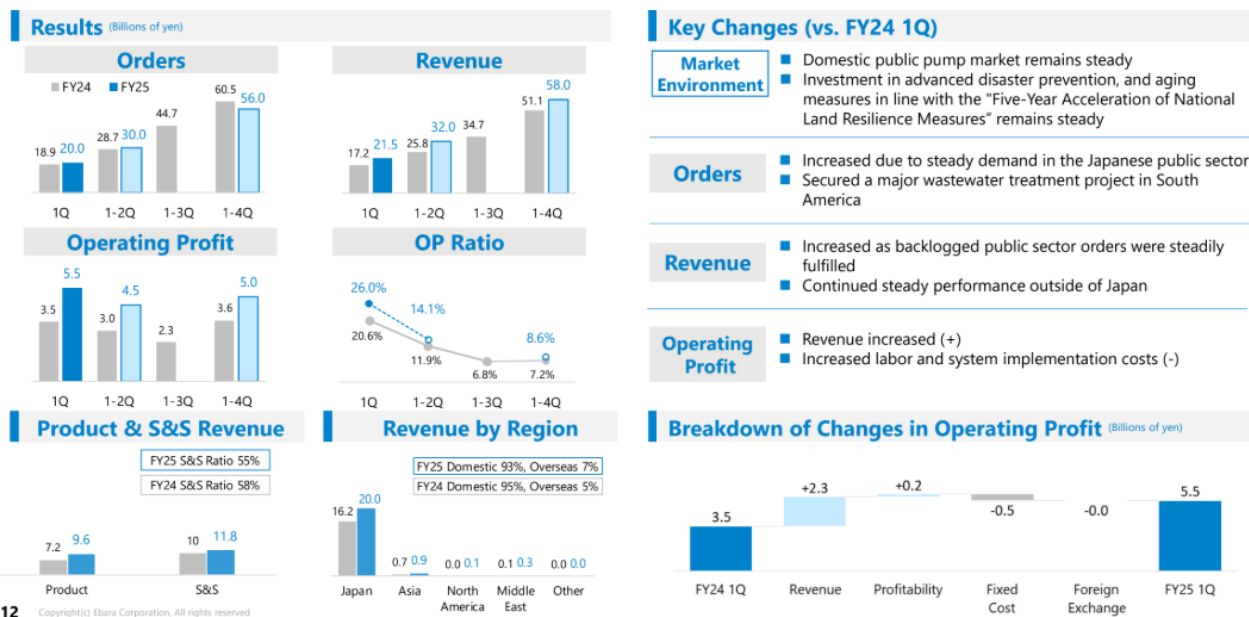 Results (Billions of yen)
Orders
FY24 FY25
18.9 20.0 28.7 30.0 44.7 60.5 56.0
1Q 1-2Q 1-3Q 1-4Q
Revenue
17.2 21.5 25.8 32.0 34.7 51.1 58.0
1Q 1-2Q 1-3Q 1-4Q
Operating Profit
3.5 5.5 3.0 4.5 2.3 3.6 5.0
1Q 1-2Q 1-3Q 1-4Q
OP Ratio
26.0% 14.1% 8.6%
20.6% 11.9% 6.8% 7.2%
1Q 1-2Q 1-3Q 1-4Q
Product & S&S Revenue
FY25 S&S Ratio 55%
FY24 S&S Ratio 58%
7.2 9.6 10 11.8
Product S&S
Revenue by Region
FY25 Domestic 93%, Overseas 7%
FY24 Domestic 95%, Overseas 5%
16.2 20.0 0.7 0.9 0.0 0.1 0.1 0.3 0.0 0.0
Japan Asia North America Middle East Other
Key Changes (vs. FY24 1Q)
Market
Environment
■ Domestic public pump market remains steady
■ Investment in advanced disaster prevention, and aging
measures in line with the "Five-Year Acceleration of National
Land Resilience Measures" remains steady
Orders
■ Increased due to steady demand in the Japanese public sector
■ Secured a major wastewater treatment project in South
America
Revenue
■ Increased as backlogged public sector orders were steadily
fulfilled
■ Continued steady performance outside of Japan
Operating
Profit
■ Revenue increased (+)
■ Increased labor and system implementation costs (-)
Breakdown of Changes in Operating Profit (Billions of yen)
3.5 +2.3 +0.2 -0.5 -0.0 5.5
FY24 1Q Revenue Profitability Fixed Cost Foreign Exchange FY25 1Q
12 Copyright(c) Ebara Corporation, All rights reserved